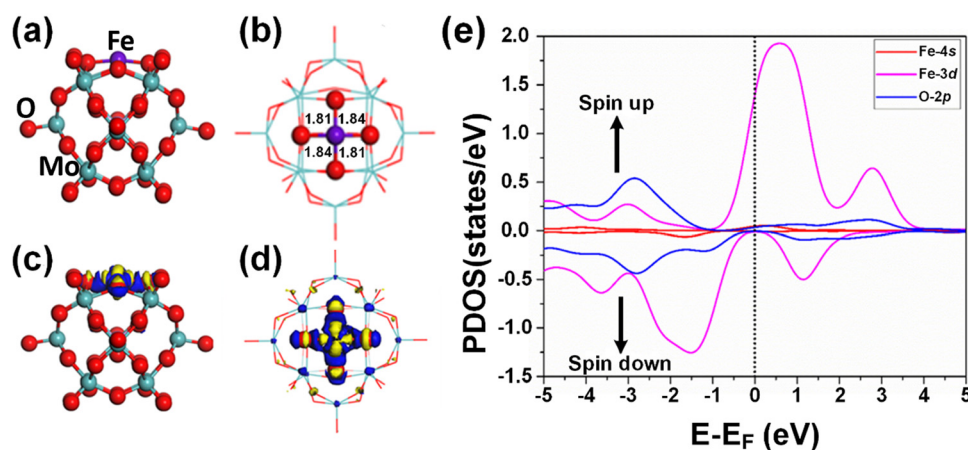 (a)
Fe
O
Mo
(b)
1.81 1.84
1.84 1.81
(c)
(d)
(e)
PDOS(states/eV)
2.0
1.5
1.0
0.5
0.0
-0.5
-1.0
-1.5
Spin up
Spin down
Fe-4s
Fe-3d
O-2p
-5 -4 -3 -2 -1 0 1 2 3 4 5
E-EF (eV)